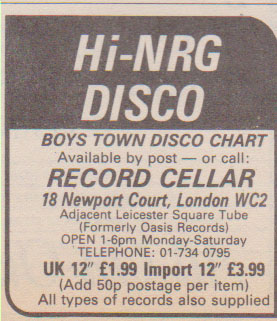 Hi-NRG
DISCO
BOYS TOWN DISCO CHART
Available by post — or call:
RECORD CELLAR
18 Newport Court, London WC2
Adjacent Leicester Square Tube
(Formerly Oasis Records)
OPEN 1-6pm Monday-Saturday
TELEPHONE: 01-734 0795
UK 12″ £1.99 Import 12″ £3.99
(Add 50p postage per item)
All types of records also supplied